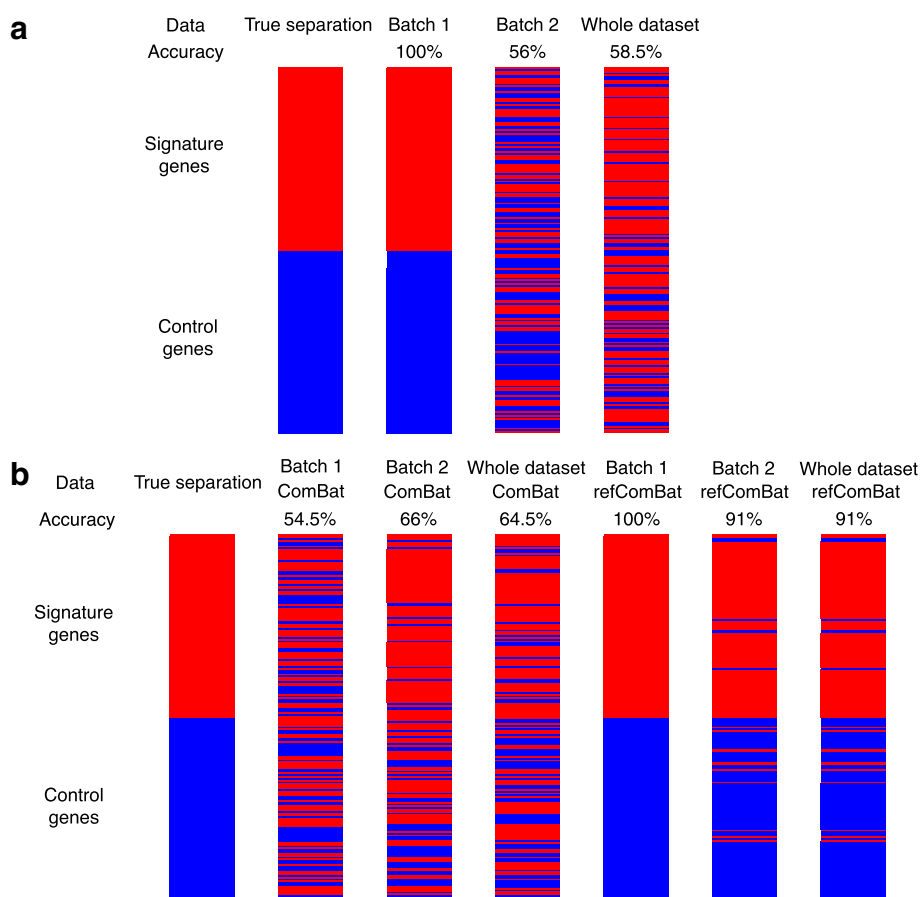 a
Data True separation Batch 1 Batch 2 Whole dataset
Accuracy 100% 56% 58.5%
Signature
genes
Control
genes
b
Data True separation Batch 1 ComBat Batch 2 ComBat Whole dataset ComBat Batch 1 refComBat Batch 2 refComBat Whole dataset refComBat
Accuracy 54.5% 66% 64.5% 100% 91% 91%
Signature
genes
Control
genes